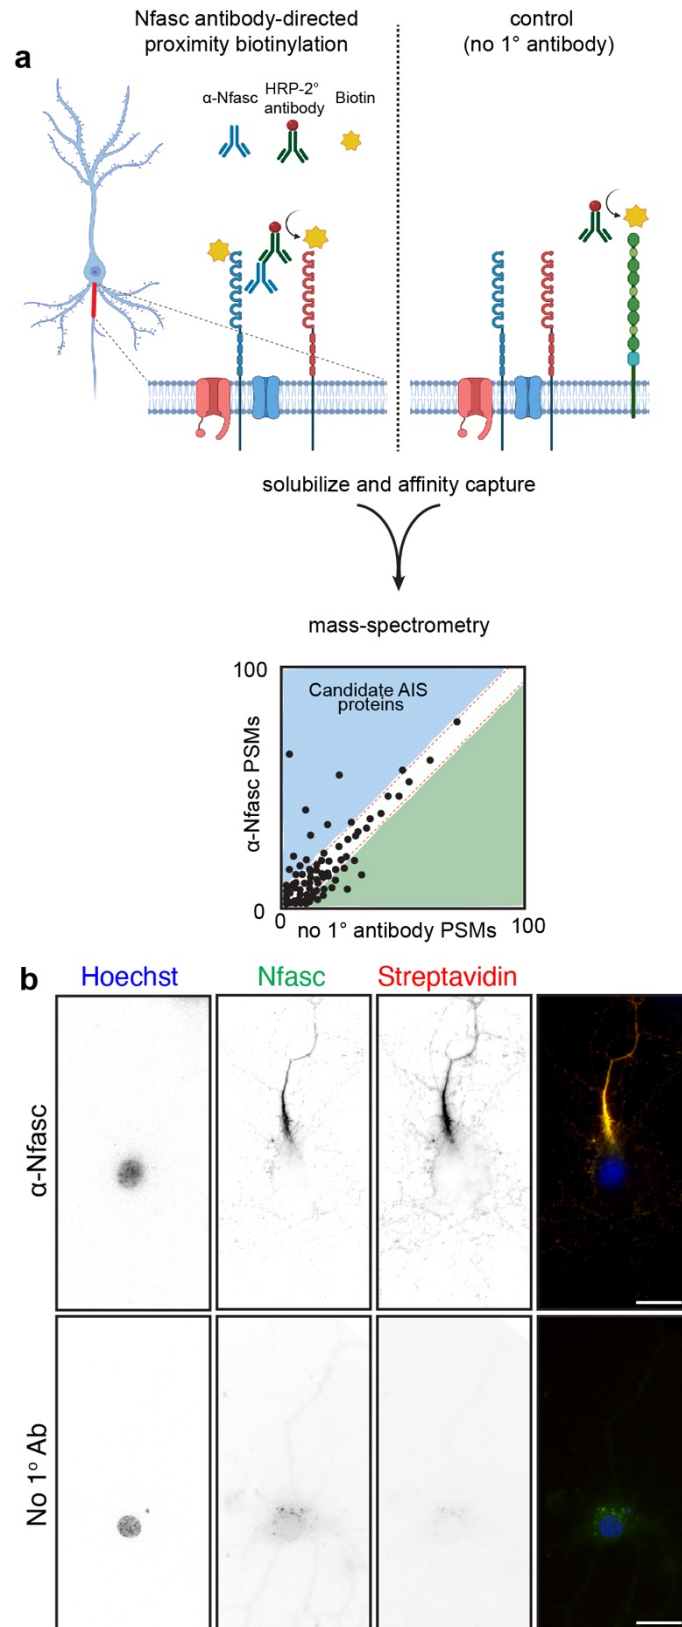 Nfasc antibody-directed
proximity biotinylation
control
(no 1° antibody)
a
α-Nfasc
HRP-2°
antibody
Biotin
solubilize and affinity capture
mass-spectrometry
100
Candidate AIS
proteins
α-Nfasc PSMs
0
0
100
no 1° antibody PSMs
b
Hoechst
Nfasc
Streptavidin
α-Nfasc
No 1° Ab